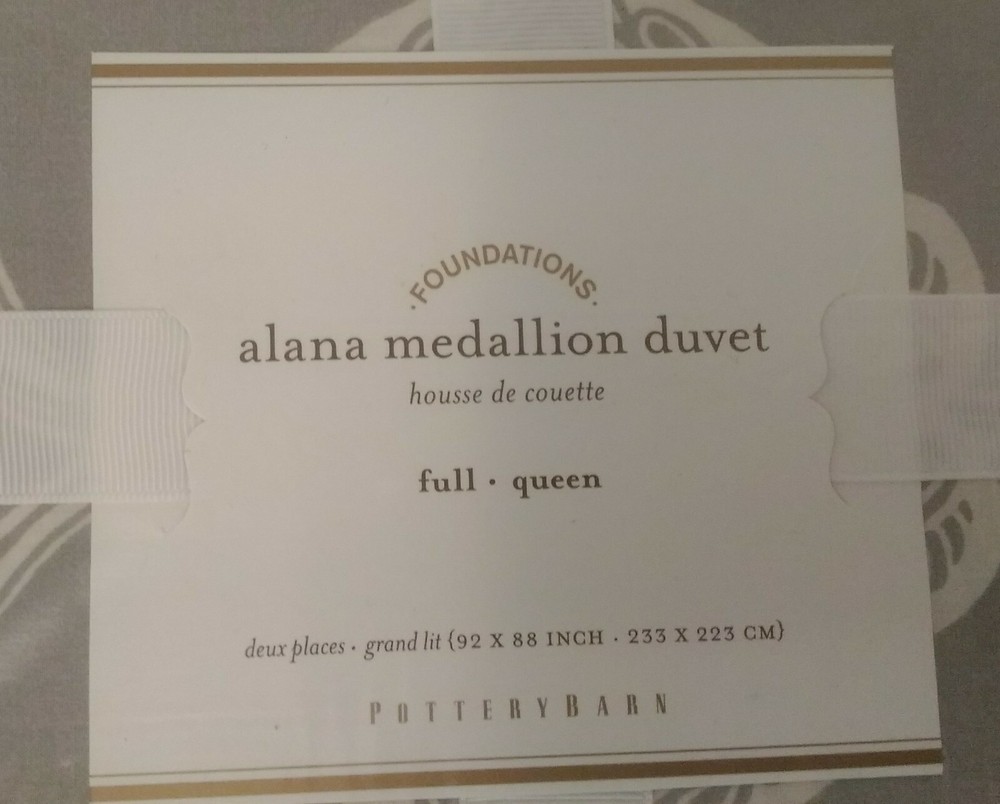 ·FOUNDATIONS·
alana medallion duvet
housse de couette
full · queen
deux places · grand lit {92 X 88 INCH · 233 X 223 CM}
POTTERYBARN